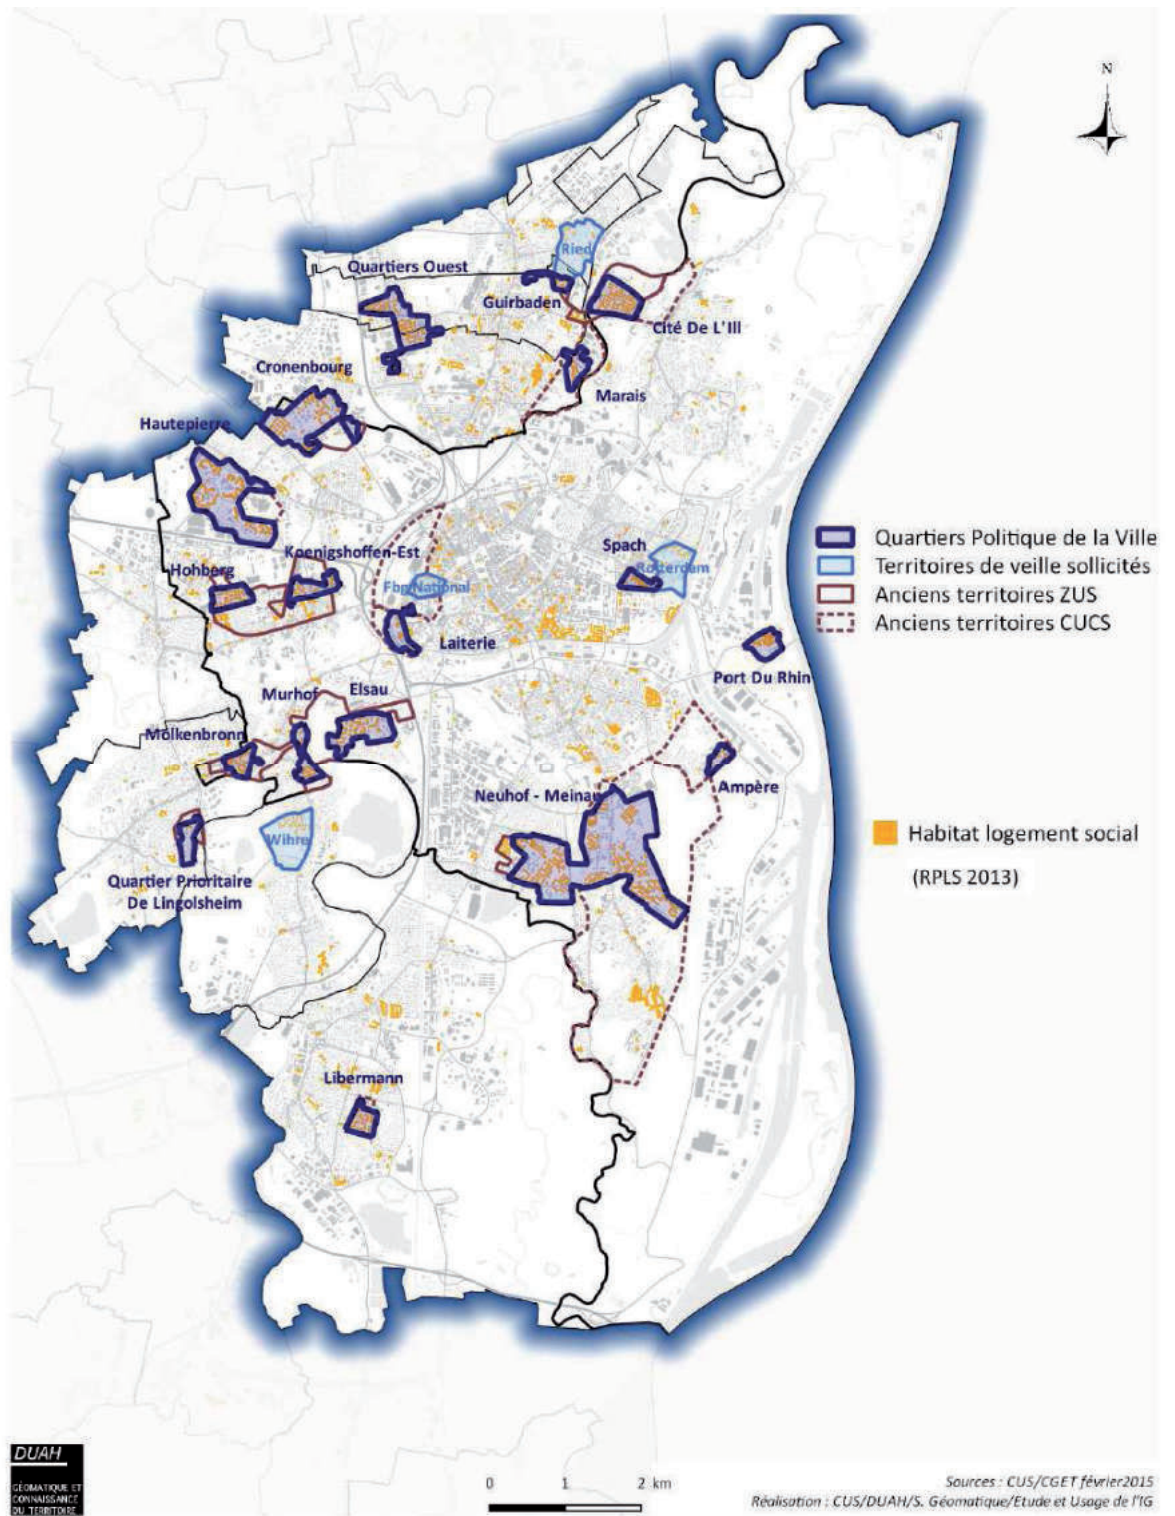 N
Ried
Quartiers Ouest
Guirbaden
Cité De L'Ill
Cronenbourg
Marais
Hautepierre
Quartiers Politique de la Ville
Spach
Koenigshoffen-Est
Territoires de veille sollicités
Rotterdam
Hohberg
Fbg National
Anciens territoires ZUS
Anciens territoires CUCS
Laiterie
Port Du Rhin
Murhof
Elsau
Molkenbronn
Ampère
Neuhof - Meinau
Habitat logement social
Wihre
(RPLS 2013)
Quartier Prioritaire
De Lingolsheim
Libermann
DUAH
GÉOMATIQUE ET
CONNAISSANCE
DU TERRITOIRE
0 1 2 km
Sources : CUS/CGET février2015
Réalisation : CUS/DUAH/S. Géomatique/Etude et Usage de l'IG